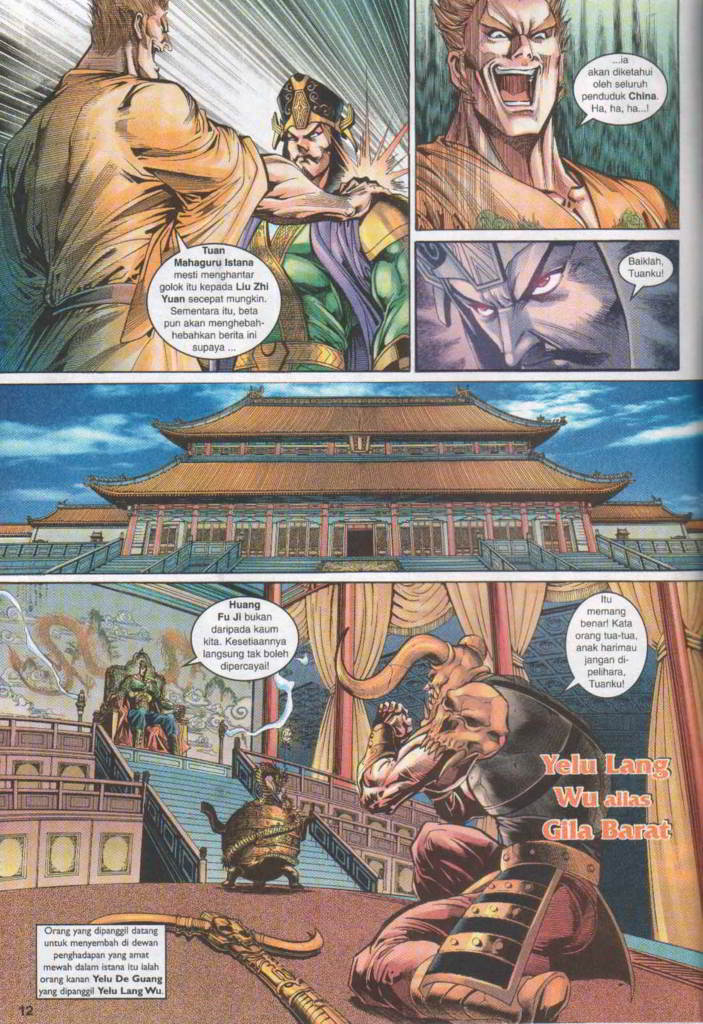 Tuan
Mahaguru Istana
mesti menghantar
golok itu kepada Liu Zhi
Yuan secepat mungkin.
Sementara itu, beta
pun akan menghebah-
hebahkan berita ini
supaya ...
...ia
akan diketahui
oleh seluruh
penduduk China.
Ha, ha, ha...!
Baiklah,
Tuanku!
Huang
Fu Ji bukan
daripada kaum
kita. Kesetiaannya
langsung tak boleh
dipercayai!
Itu
memang
benar! Kata
orang tua-tua,
anak harimau
jangan di-
pelihara,
Tuanku!
Yelu Lang
Wu alias
Gila Barat
Orang yang dipanggil datang
untuk menyembah di dewan
penghadapan yang amat
mewah dalam istana itu ialah
orang kanan Yelu De Guang
yang dipanggil Yelu Lang Wu.
12